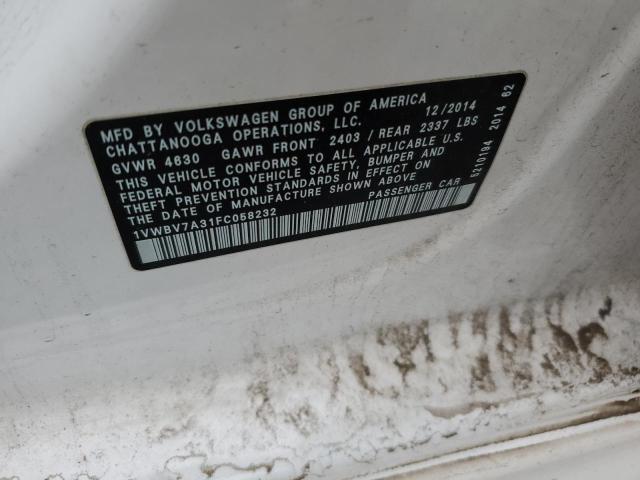 MFD BY VOLKSWAGEN GROUP OF AMERICA 12/2014
CHATTANOOGA OPERATIONS, LLC.
GVWR 4630 GAWR FRONT 2403 / REAR 2337 LBS
THIS VEHICLE CONFORMS TO ALL APPLICABLE U.S.
FEDERAL MOTOR VEHICLE SAFETY, BUMPER AND
THEFT PREVENTION STANDARDS IN EFFECT ON
THE DATE OF MANUFACTURE SHOWN ABOVE
1VWBV7A31FC058232 PASSENGER CAR
5210194 2014 62